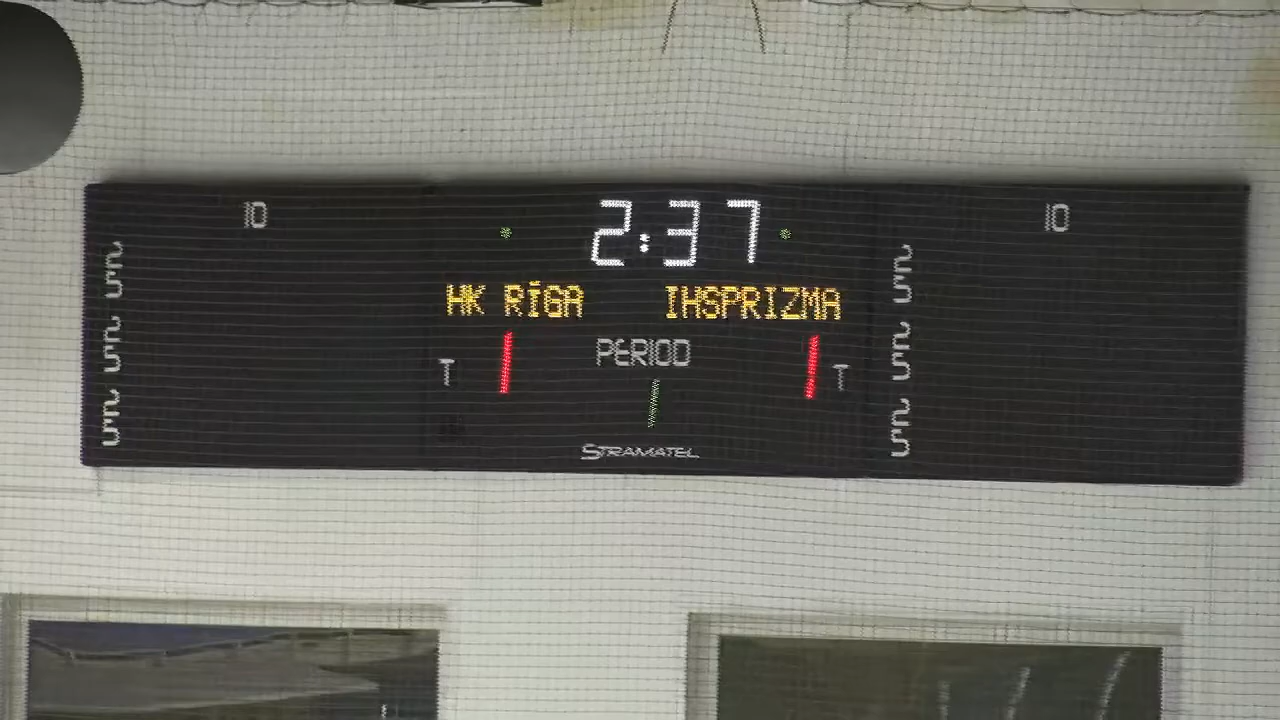 10 2:37 10
HK RĪGA IHSPRIZMA
1 PERIOD 1
T 1 T
STRAMATEL